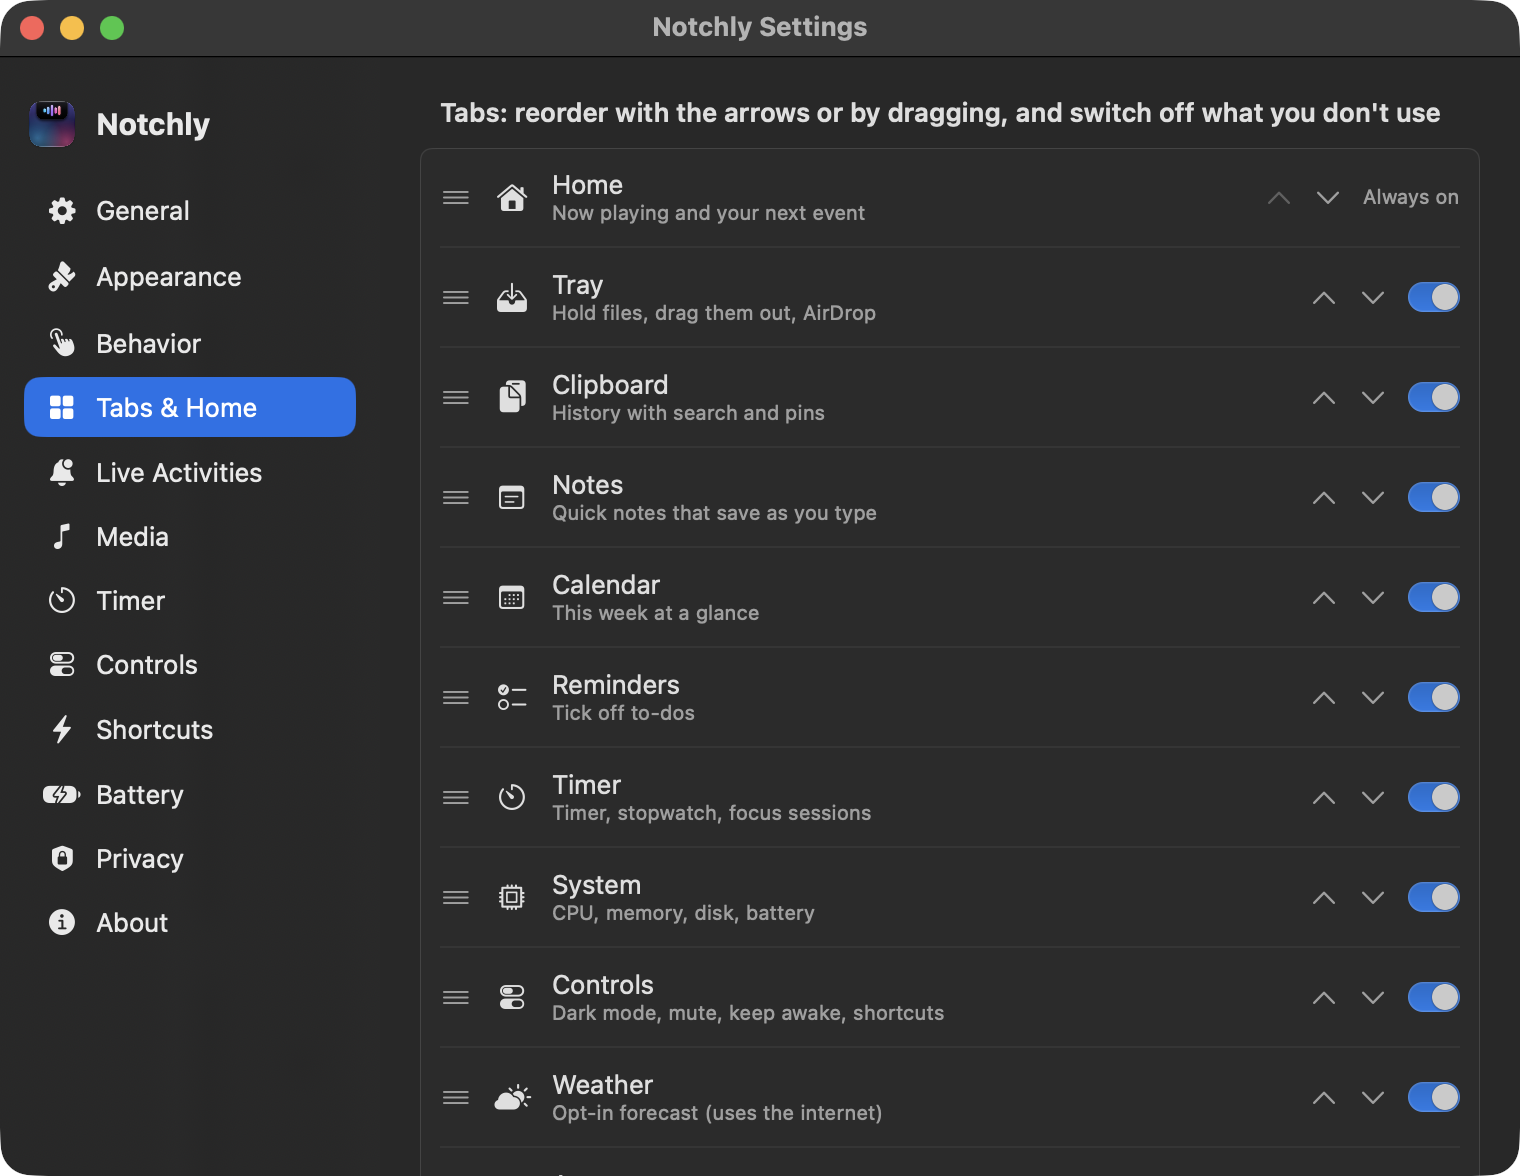 Notchly Settings
Notchly
General
Appearance
Behavior
Tabs & Home
Live Activities
Media
Timer
Controls
Shortcuts
Battery
Privacy
About
Tabs: reorder with the arrows or by dragging, and switch off what you don't use
Home
Now playing and your next event
Always on
Tray
Hold files, drag them out, AirDrop
Clipboard
History with search and pins
Notes
Quick notes that save as you type
Calendar
This week at a glance
Reminders
Tick off to-dos
Timer
Timer, stopwatch, focus sessions
System
CPU, memory, disk, battery
Controls
Dark mode, mute, keep awake, shortcuts
Weather
Opt-in forecast (uses the internet)